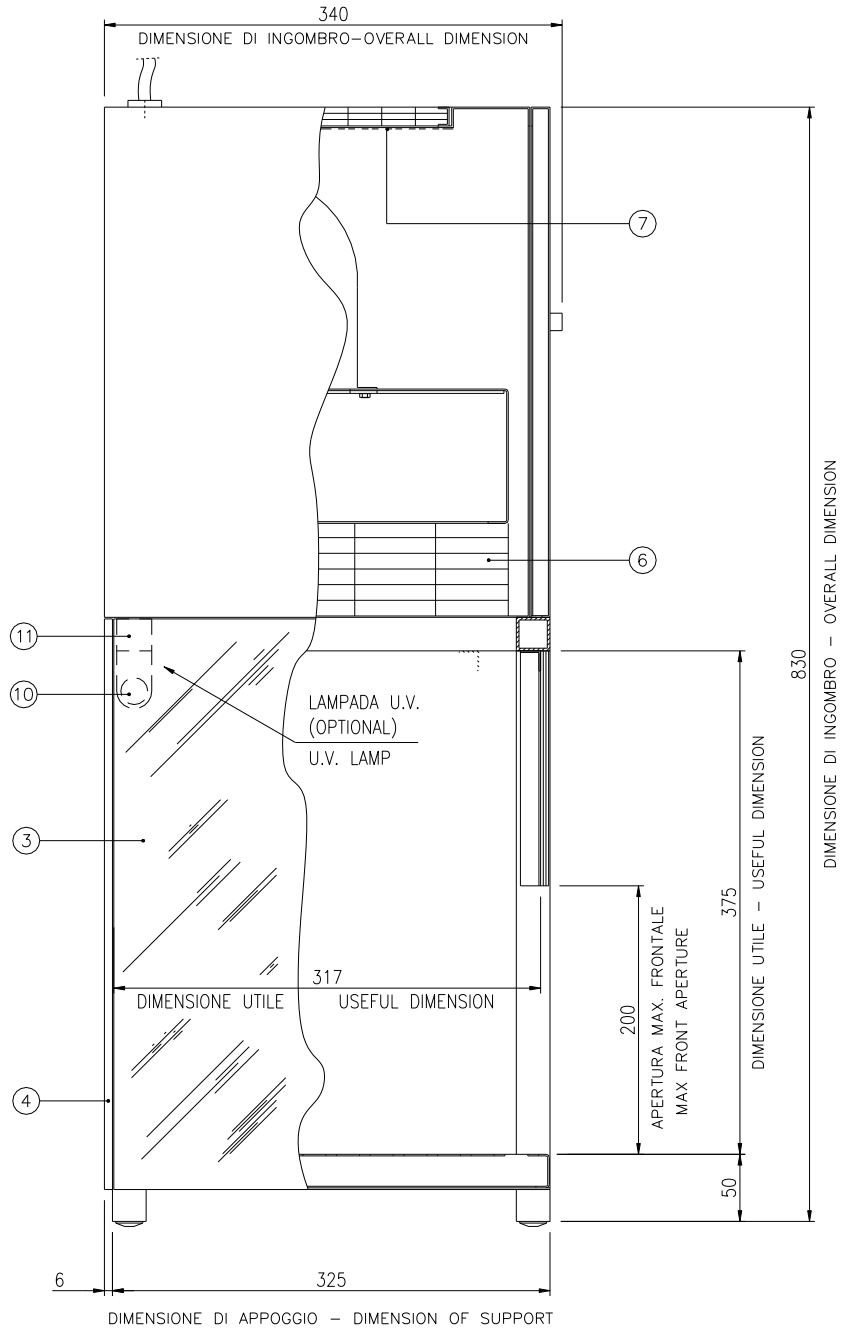 340
DIMENSIONE DI INGOMBRO-OVERALL DIMENSION
7
6
11
10
LAMPADA U.V.
(OPTIONAL)
U.V. LAMP
3
317
DIMENSIONE UTILE USEFUL DIMENSION
4
200
APERTURA MAX. FRONTALE
MAX FRONT APERTURE
375
DIMENSIONE UTILE - USEFUL DIMENSION
50
830
DIMENSIONE DI INGOMBRO - OVERALL DIMENSION
6
325
DIMENSIONE DI APPOGGIO - DIMENSION OF SUPPORT